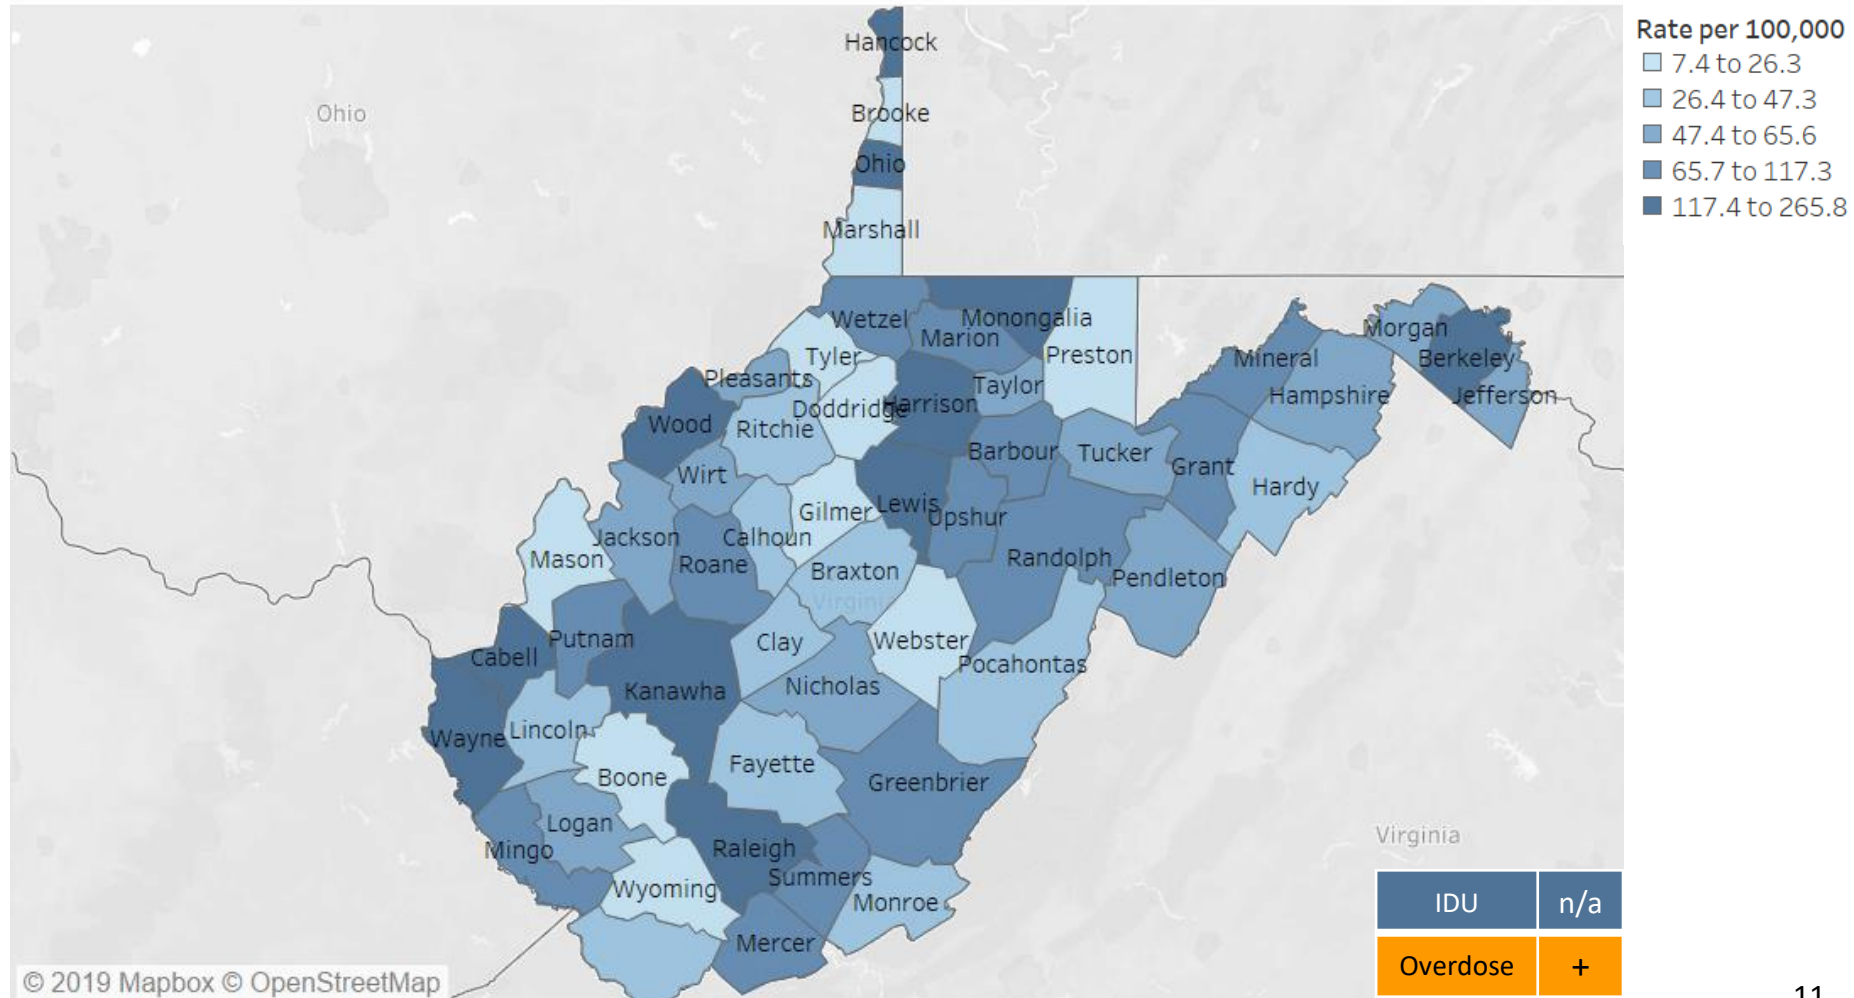 Rate per 100,000
7.4 to 26.3
26.4 to 47.3
47.4 to 65.6
65.7 to 117.3
117.4 to 265.8
Hancock
Ohio
Brooke
Ohio
Marshall
Wetzel
Monongalia
Marion
Morgan
Tyler
Preston
Mineral
Berkeley
Pleasants
Taylor
Hampshire
Jefferson
Doddridge
Harrison
Wood
Ritchie
Barbour
Tucker
Grant
Wirt
Hardy
Lewis
Gilmer
Upshur
Jackson
Calhoun
Mason
Roane
Randolph
Braxton
Pendleton
Virginia
Putnam
Clay
Webster
Cabell
Pocahontas
Kanawha
Nicholas
Lincoln
Wayne
Fayette
Boone
Greenbrier
Logan
Virginia
Mingo
Raleigh
Summers
Wyoming
Monroe
Mercer
IDU n/a
Overdose +
© 2019 Mapbox © OpenStreetMap
11